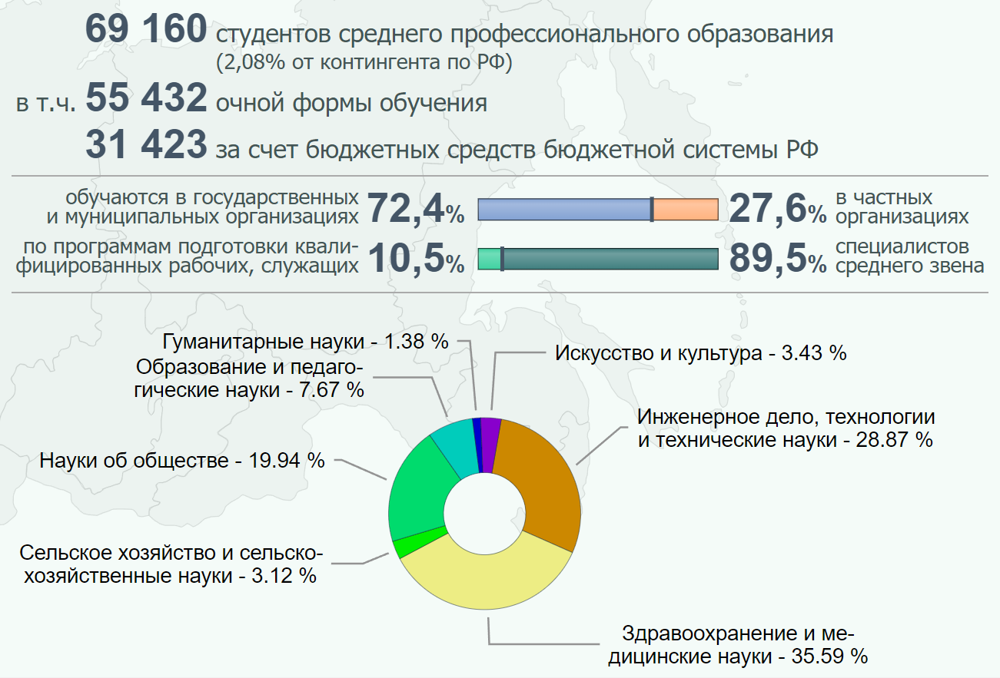 69 160 студентов среднего профессионального образования
(2,08% от контингента по РФ)
в т.ч. 55 432 очной формы обучения
31 423 за счет бюджетных средств бюджетной системы РФ
обучаются в государственных
и муниципальных организациях
72,4%
27,6%
в частных
организациях
по программам подготовки квали-
фицированных рабочих, служащих
10,5%
89,5%
специалистов
среднего звена
Гуманитарные науки - 1.38 %
Искусство и культура - 3.43 %
Образование и педаго-
гические науки - 7.67 %
Инженерное дело, технологии
и технические науки - 28.87 %
Науки об обществе - 19.94 %
Сельское хозяйство и сельско-
хозяйственные науки - 3.12 %
Здравоохранение и ме-
дицинские науки - 35.59 %